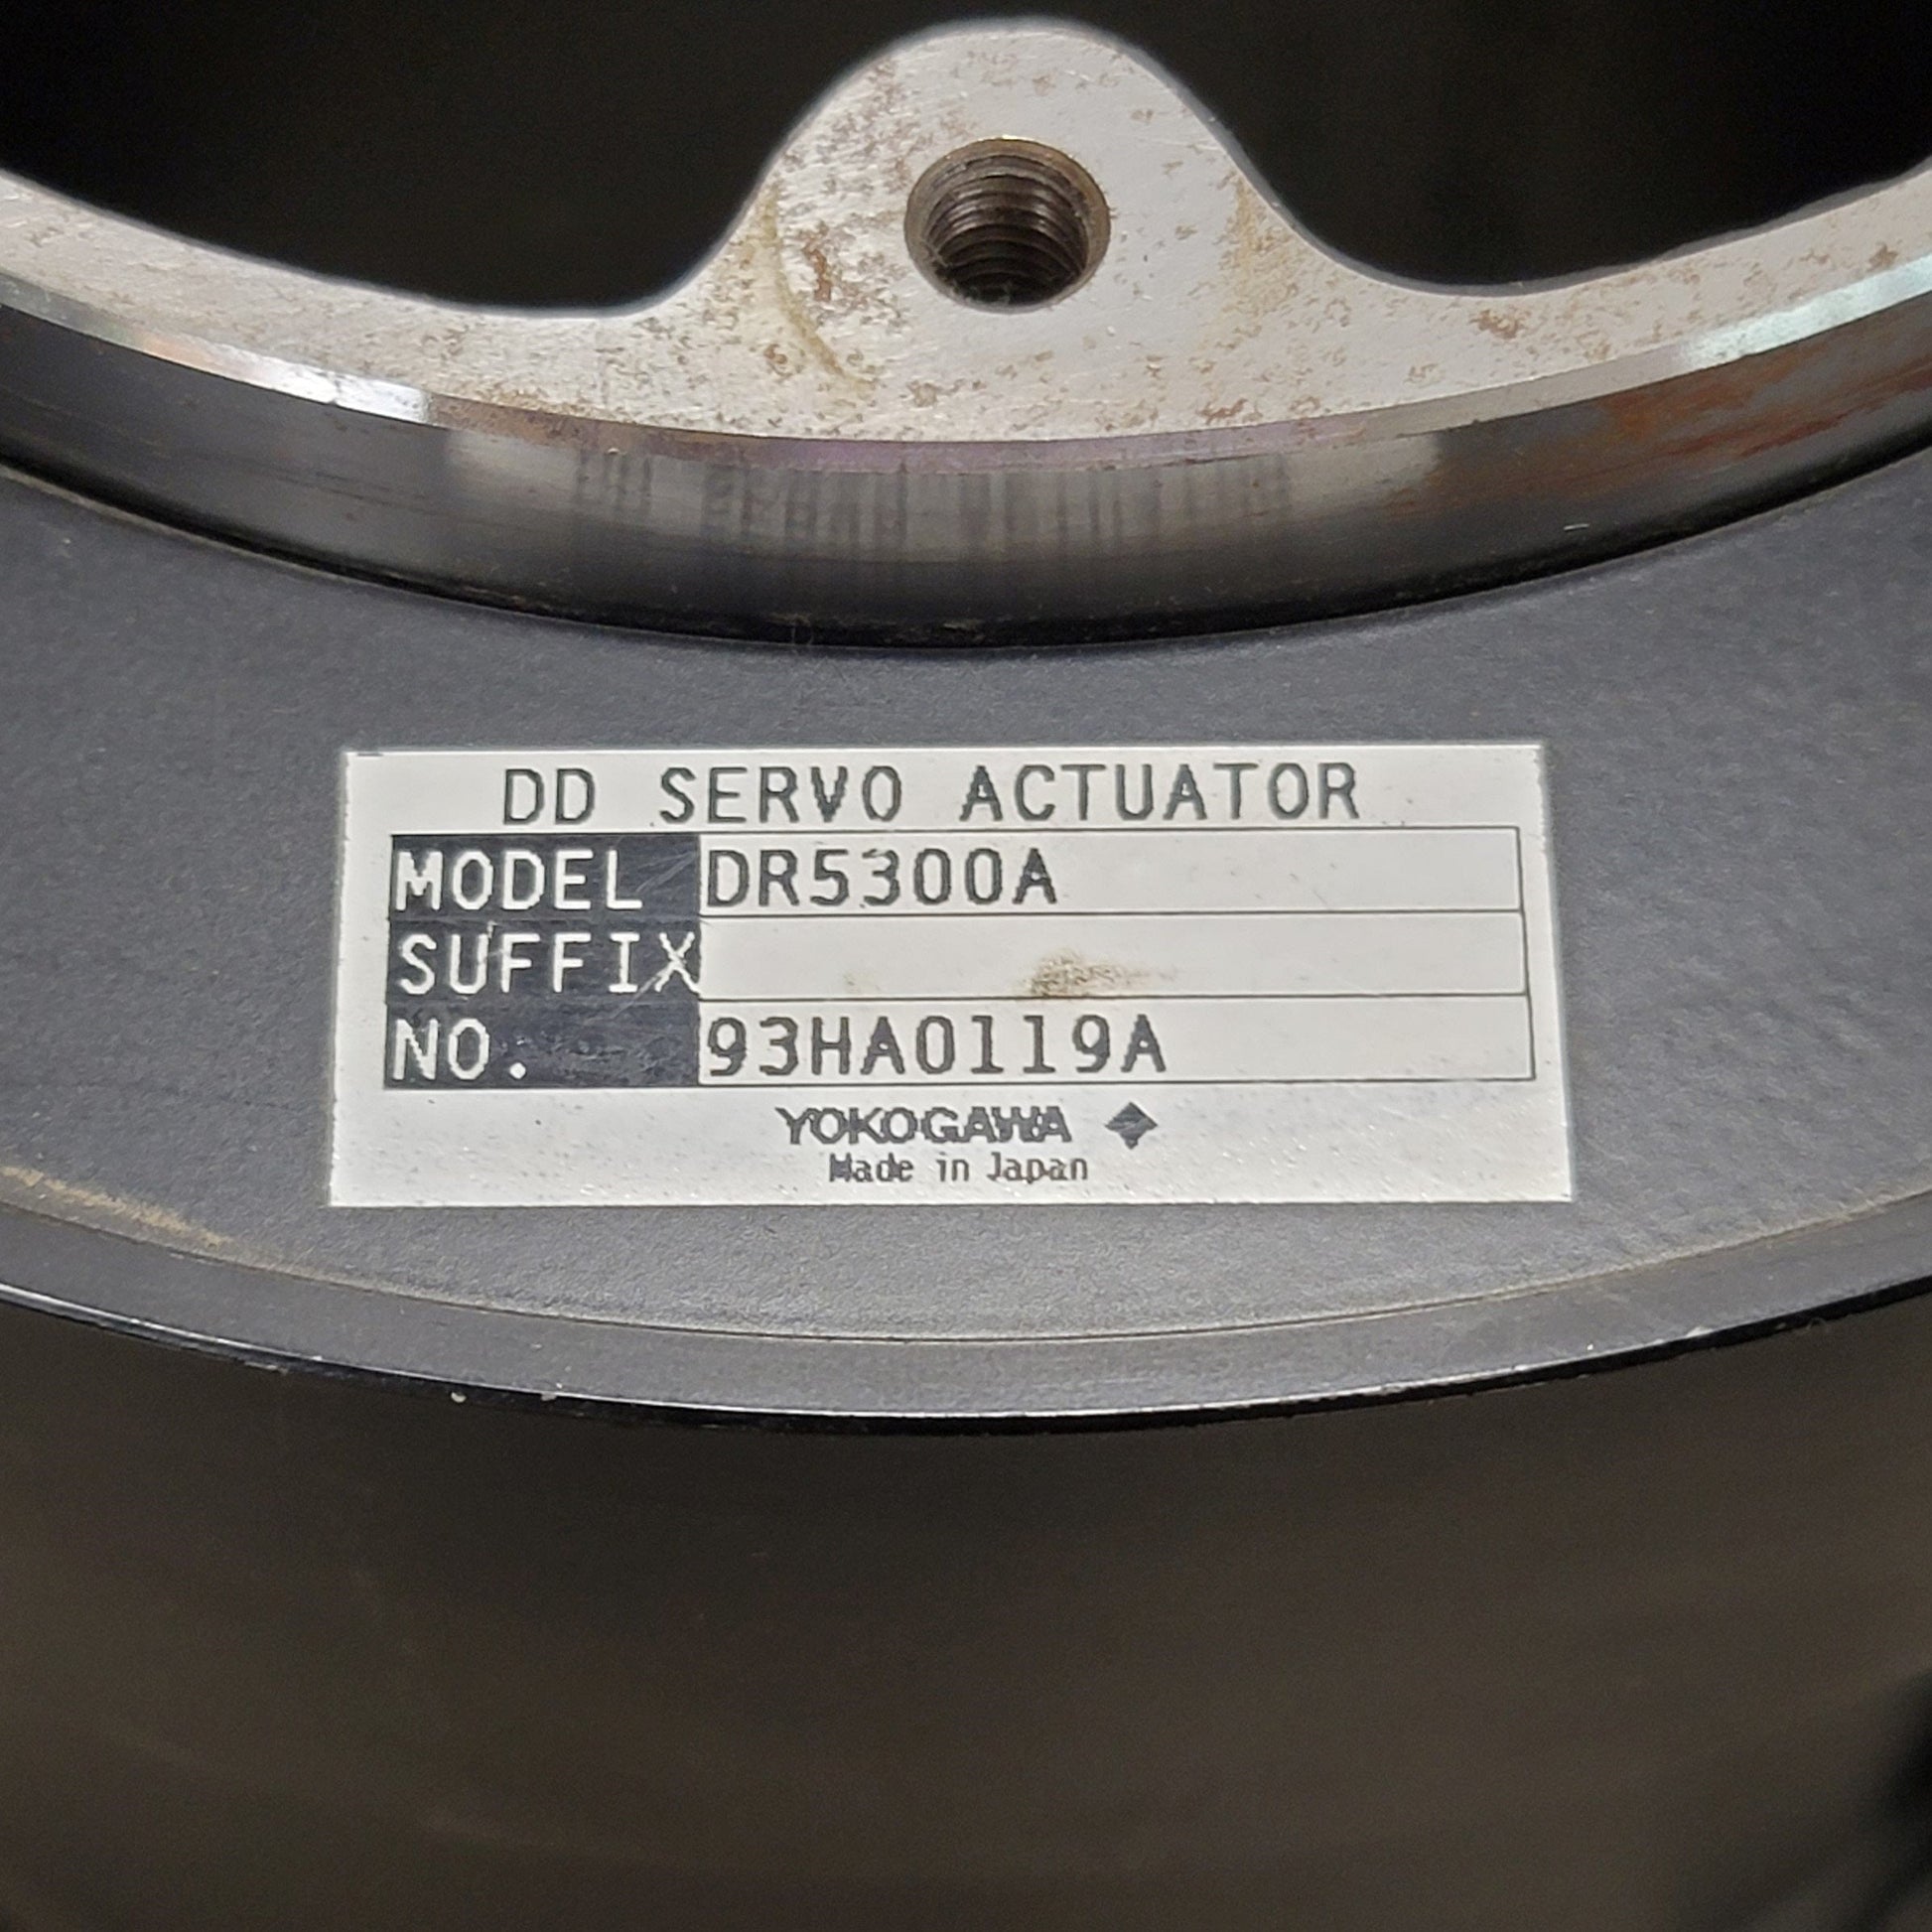 DD SERVO ACTUATOR
MODEL DR5300A
SUFFIX
NO. 93HA0119A
YOKOGAWA
Made in Japan